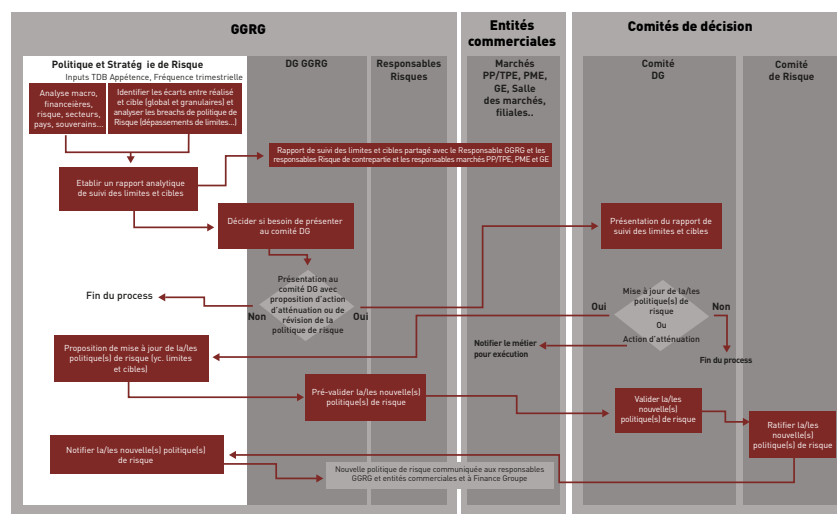 GGRG
Entités
commerciales
Comités de décision
Politique et Stratég ie de Risque
Inputs TDB Appétence, Fréquence trimestrielle
DG GGRG
Responsables
Risques
Marchés
PP/TPE, PME,
GE, Salle
des marchés,
filiales..
Comité
DG
Comité
de Risque
Analyse macro,
financeières,
risque, secteurs,
pays, souverains...
Identifier les écarts entre réalisé
et cible (global et granulaires) et
analyser les breachs de politique de
Risque (dépassements de limites...)
Rapport de suivi des limites et cibles partagé avec le Responsable GGRG et les
responsables Risque de contrepartie et les responsables marchés PP/TPE, PME et GE
Etablir un rapport analytique
de suivi des limites et cibles
Décider si besoin de présenter
au comité DG
Présentation du rapport de
suivi des limites et cibles
Fin du process
Présentation au
comité DG avec
proposition d'action
d'atténuation ou de
révision de la
politique de risque
Non
Oui
Oui
Mise à jour de la/les
politique(s) de
risque
Ou
Action d'atténuation
Non
Notifier le métier
pour exécution
Fin du process
Proposition de mise à jour de la/les
politique(s) de risque (yc. limites
et cibles)
Pré-valider la/les nouvelle(s)
politique(s) de risque
Valider la/les
nouvelle(s)
politique(s) de risque
Ratifier la/les
nouvelle(s)
politique(s) de risque
Notifier la/les nouvelle(s) politique(s)
de risque
Nouvelle politique de risque communiquée aux responsables
GGRG et entités commerciales et à Finance Groupe